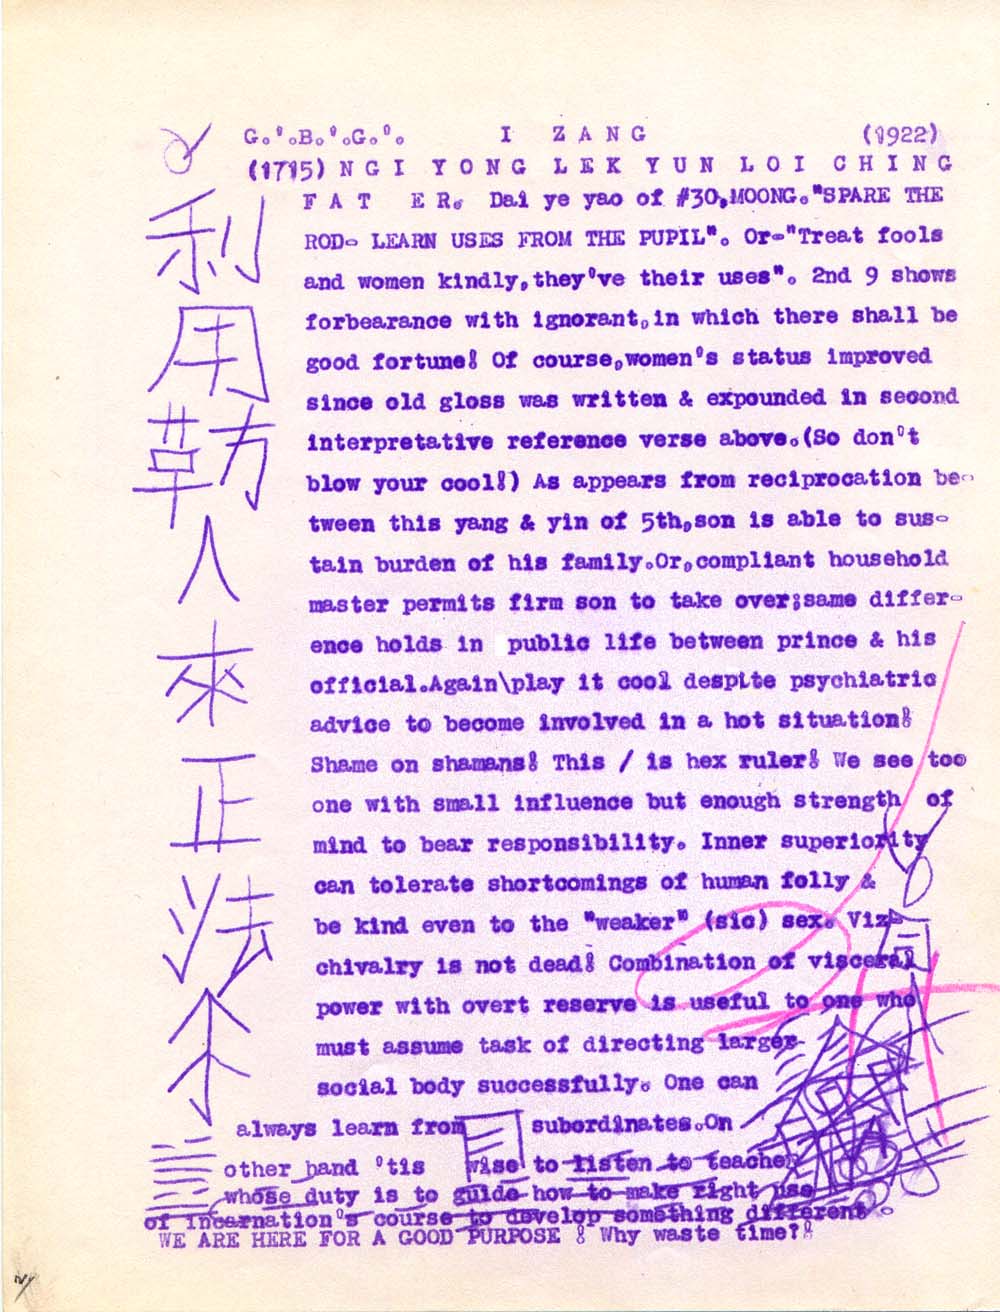 G.'.B.'.G.'. I ZANG (1922)
(1715) NGI YONG LEK YUN LOI CHING
FAT ER. Dai ye yao of #30,MOONG."SPARE THE
ROD- LEARN USES FROM THE PUPIL". Or-"Treat fools
and women kindly,they've their uses". 2nd 9 shows
forbearance with ignorant,in which there shall be
good fortune! Of course,women's status improved
since old gloss was written & expounded in second
interpretative reference verse above.(So don't
blow your cool!) As appears from reciprocation be-
tween this yang & yin of 5th,son is able to sus-
tain burden of his family.Or,compliant household
master permits firm son to take over;same differ-
ence holds in public life between prince & his
official.Again\play it cool despite psychiatric
advice to become involved in a hot situation!
Shame on shamans! This / is hex ruler! We see too
one with small influence but enough strength of
mind to bear responsibility. Inner superiority
can tolerate shortcomings of human folly &
be kind even to the "weaker" (sic) sex. Viz
chivalry is not dead! Combination of visceral
power with overt reserve is useful to one who
must assume task of directing larger
social body successfully. One can
always learn from subordinates.On
other hand 'tis wise to listen to teacher
whose duty is to guide how to make right use
of Incarnation's course to develop something different.
WE ARE HERE FOR A GOOD PURPOSE ! Why waste time?!
利
用
人
來
正
法